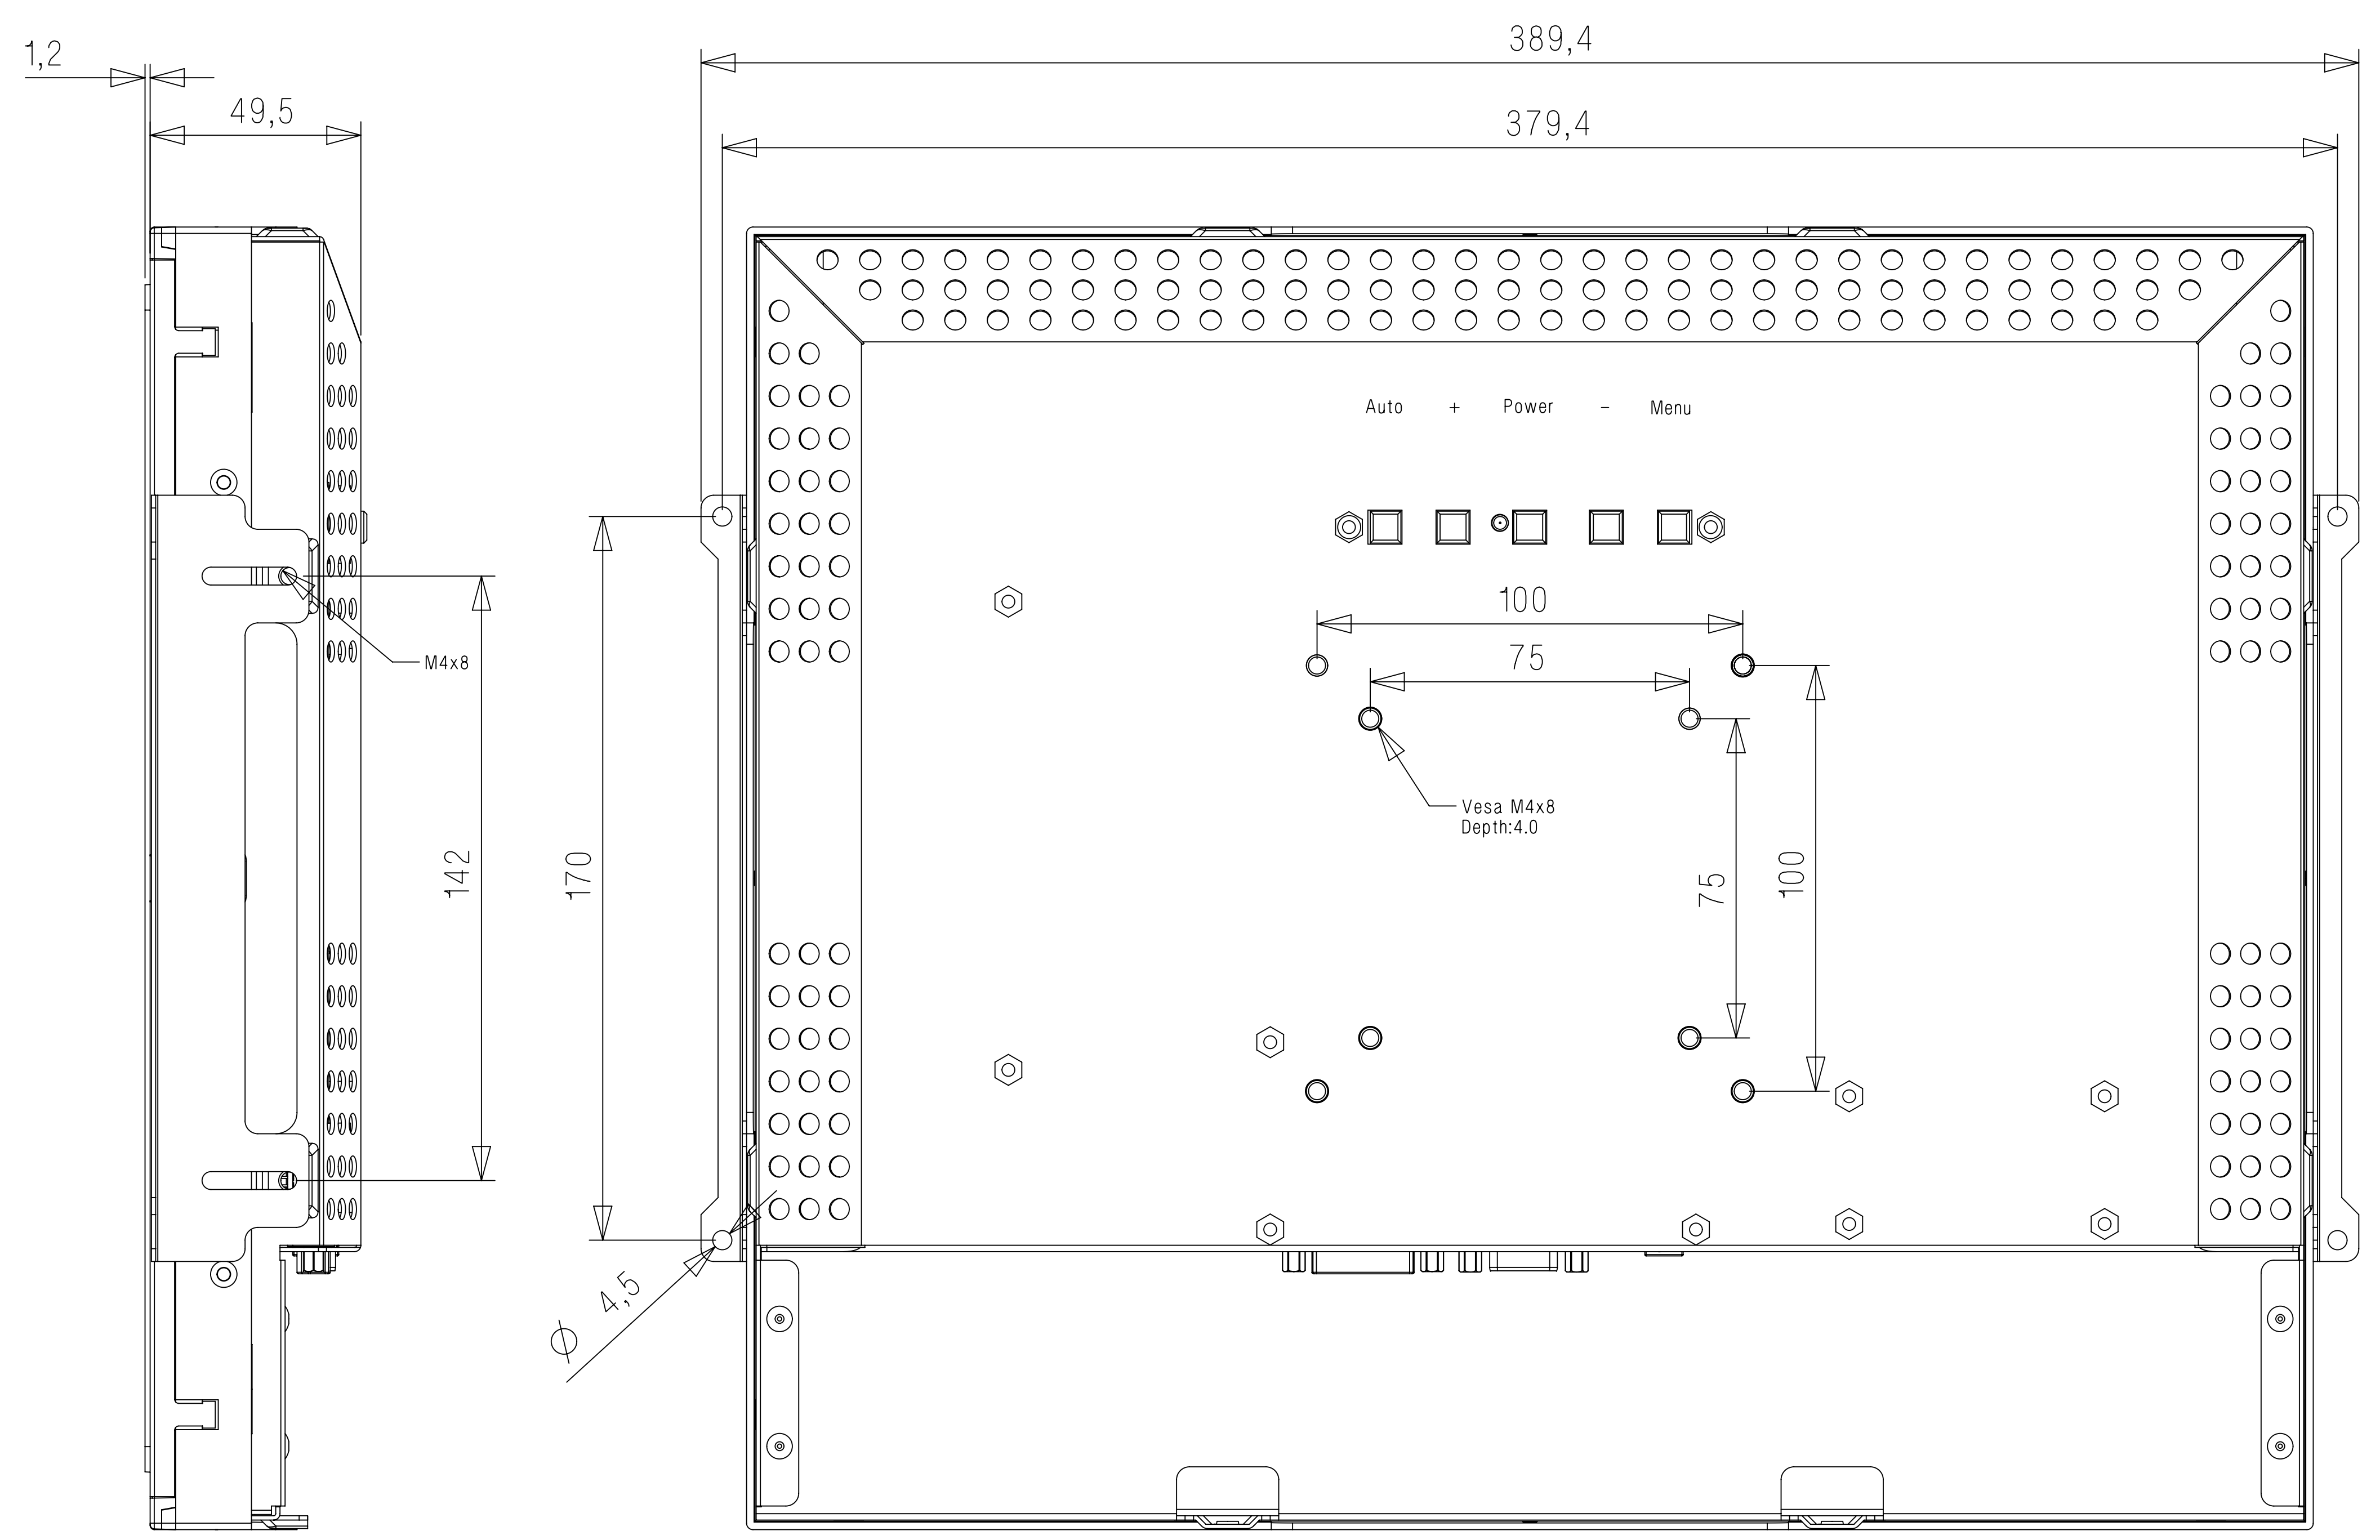 1,2
389,4
49,5
379,4
Auto + Power - Menu
100
75
M4x8
Vesa M4x8
Depth:4.0
142
170
75
100
Ø 4,5